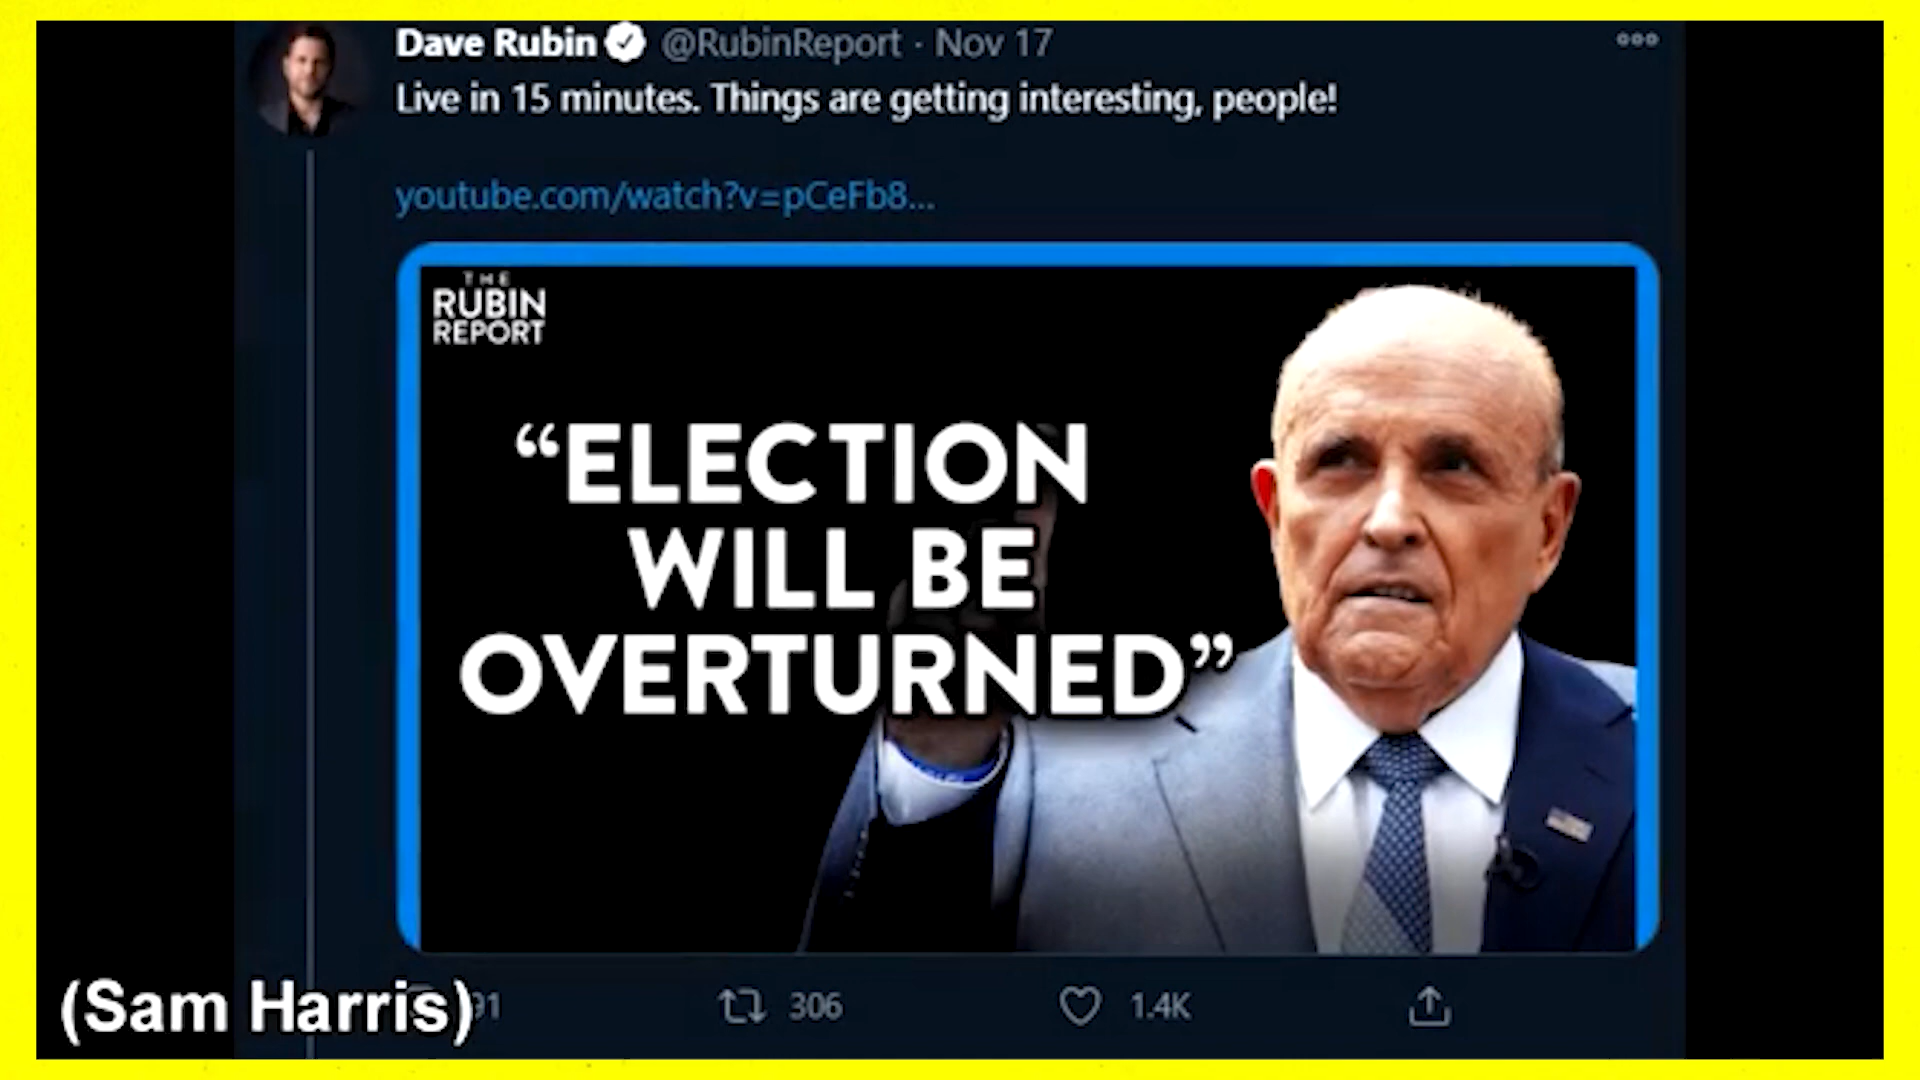 Dave Rubin @RubinReport · Nov 17
Live in 15 minutes. Things are getting interesting, people!
youtube.com/watch?v=pCeFb8...
THE
RUBIN
REPORT
“ELECTION
WILL BE
OVERTURNED”
(Sam Harris)
91 306 1.4K